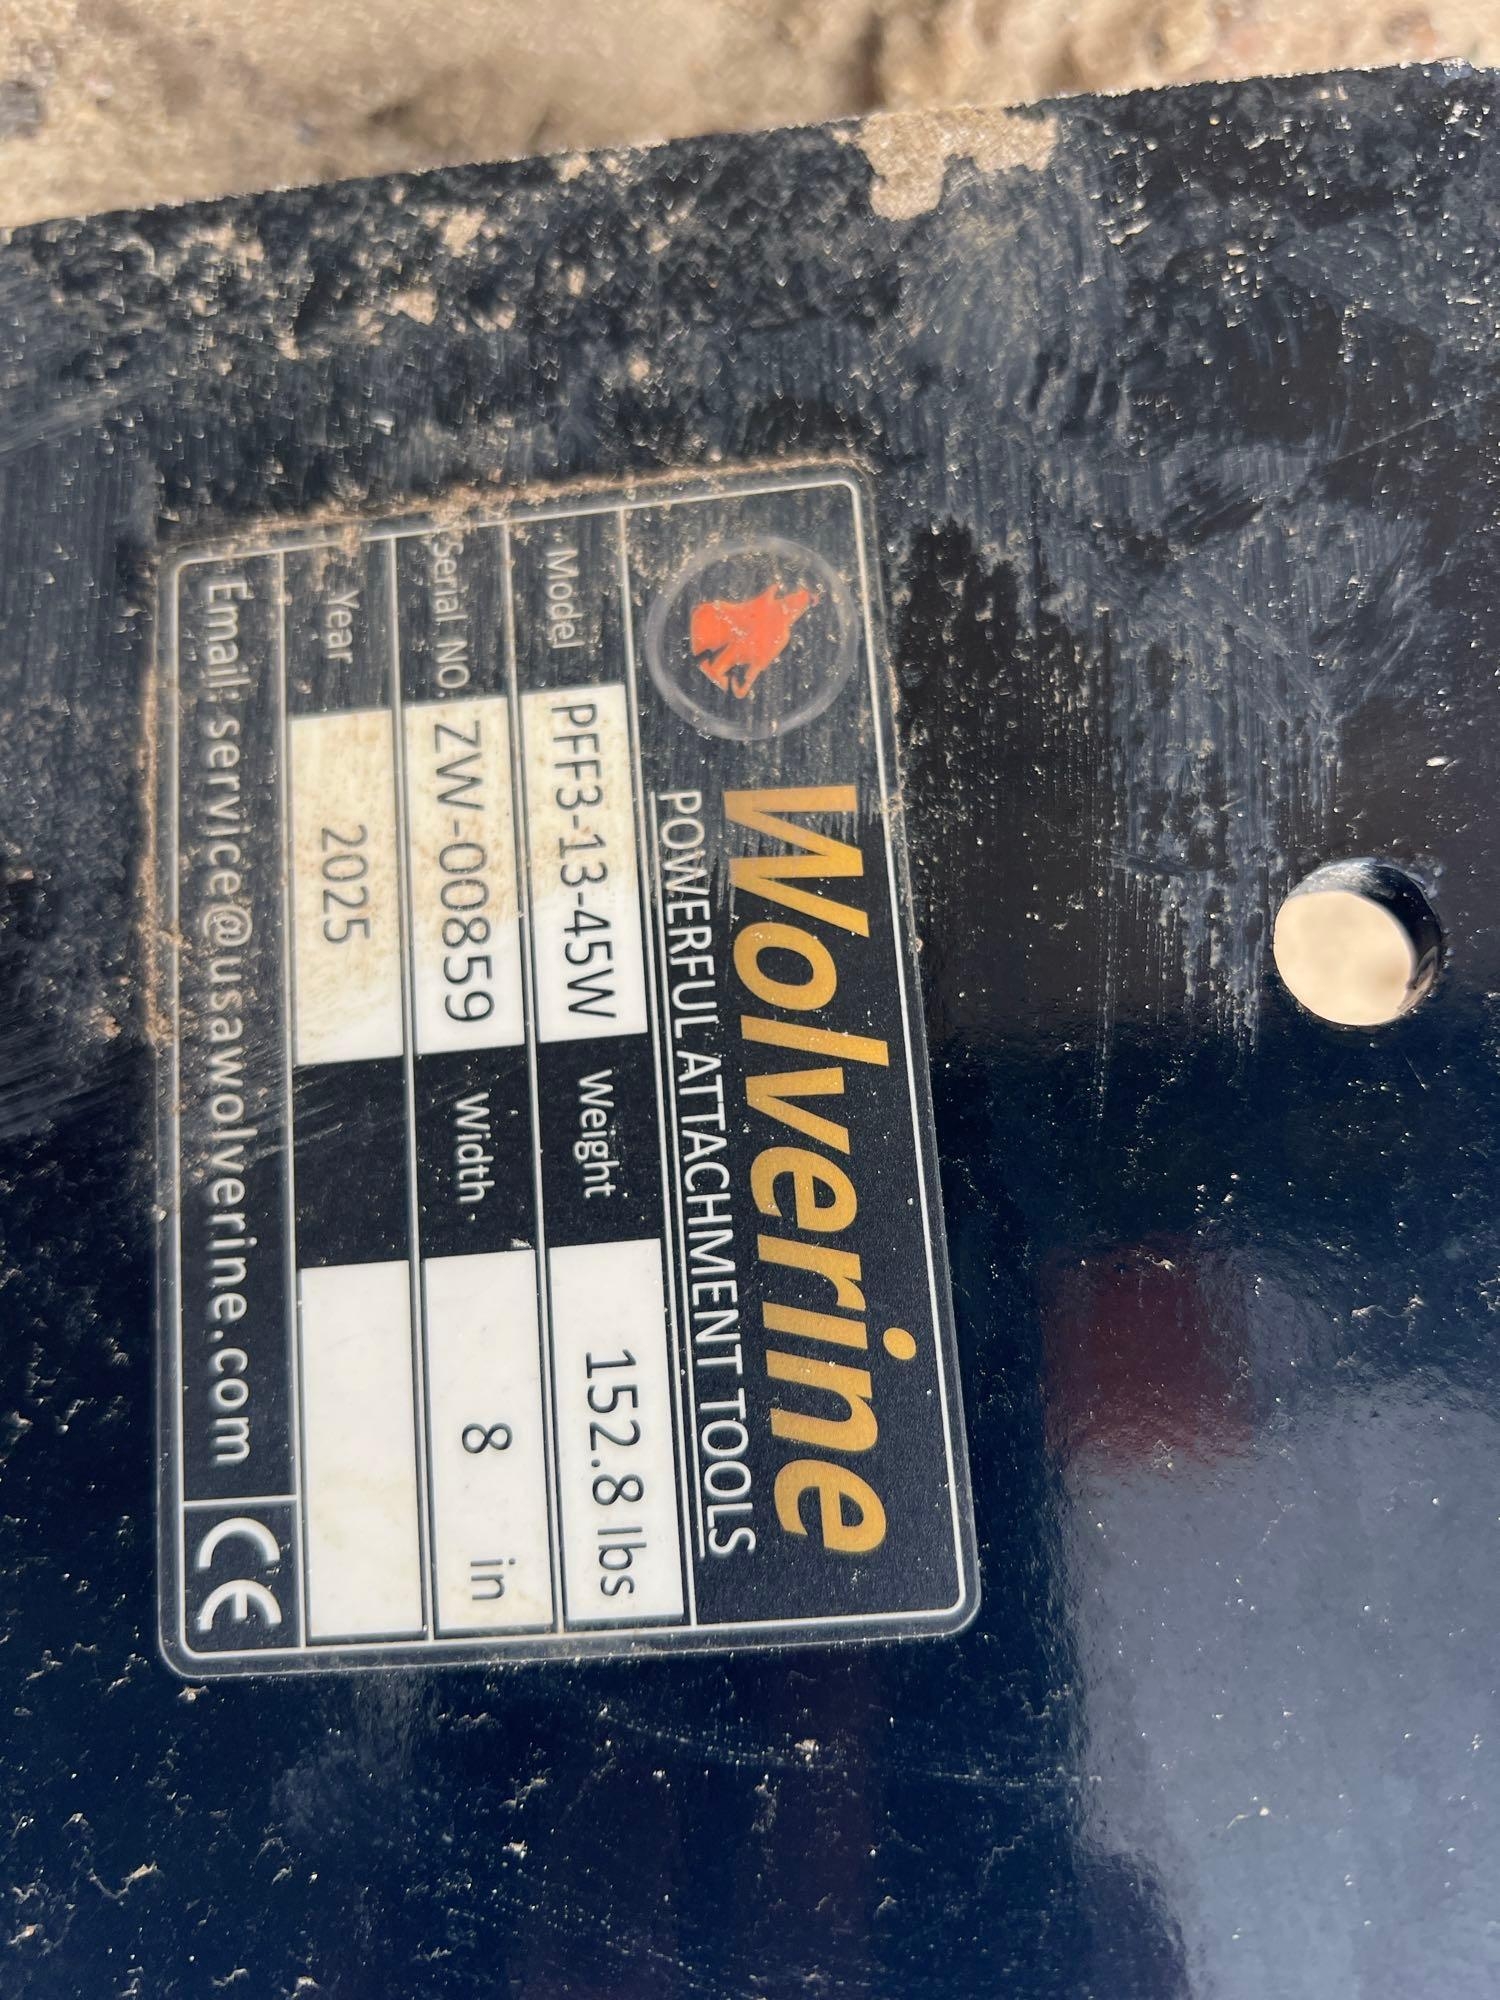 Wolverine
POWERFUL ATTACHMENT TOOLS
Model PFF3-13-45W Weight 152.8 lbs
Serial NO. ZW-00859 Width 8 in
Year 2025
Email: service@usawolverine.com CE